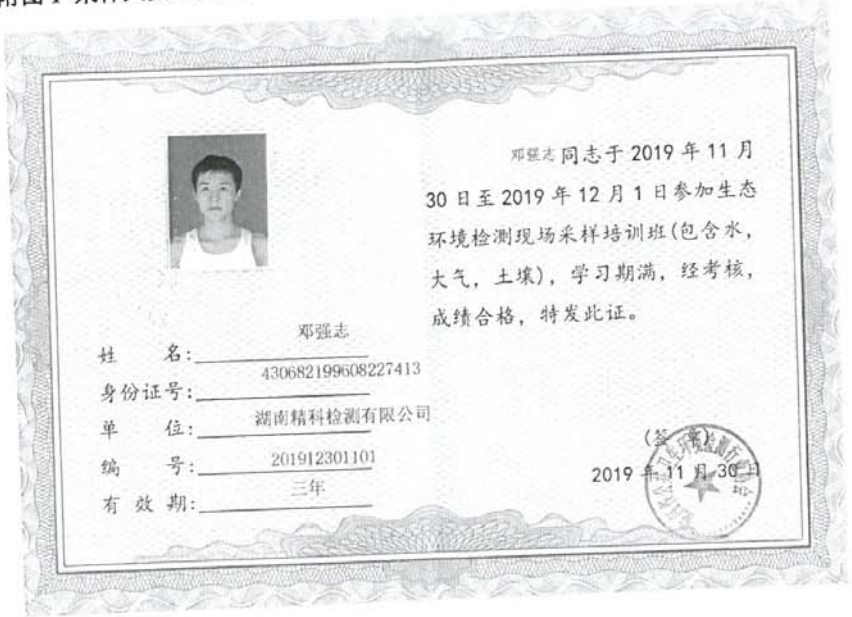 邓强志同志于 2019 年 11 月
30 日至 2019 年 12 月 1 日参加生态
环境检测现场采样培训班(包含水,
大气, 土壤), 学习期满, 经考核,
成绩合格, 特发此证。
姓 名: 邓强志
身份证号: 430682199608227413
单 位: 湖南精科检测有限公司
编 号: 201912301101
有 效 期: 三年
(签 章)
2019 年 11 月 30 日